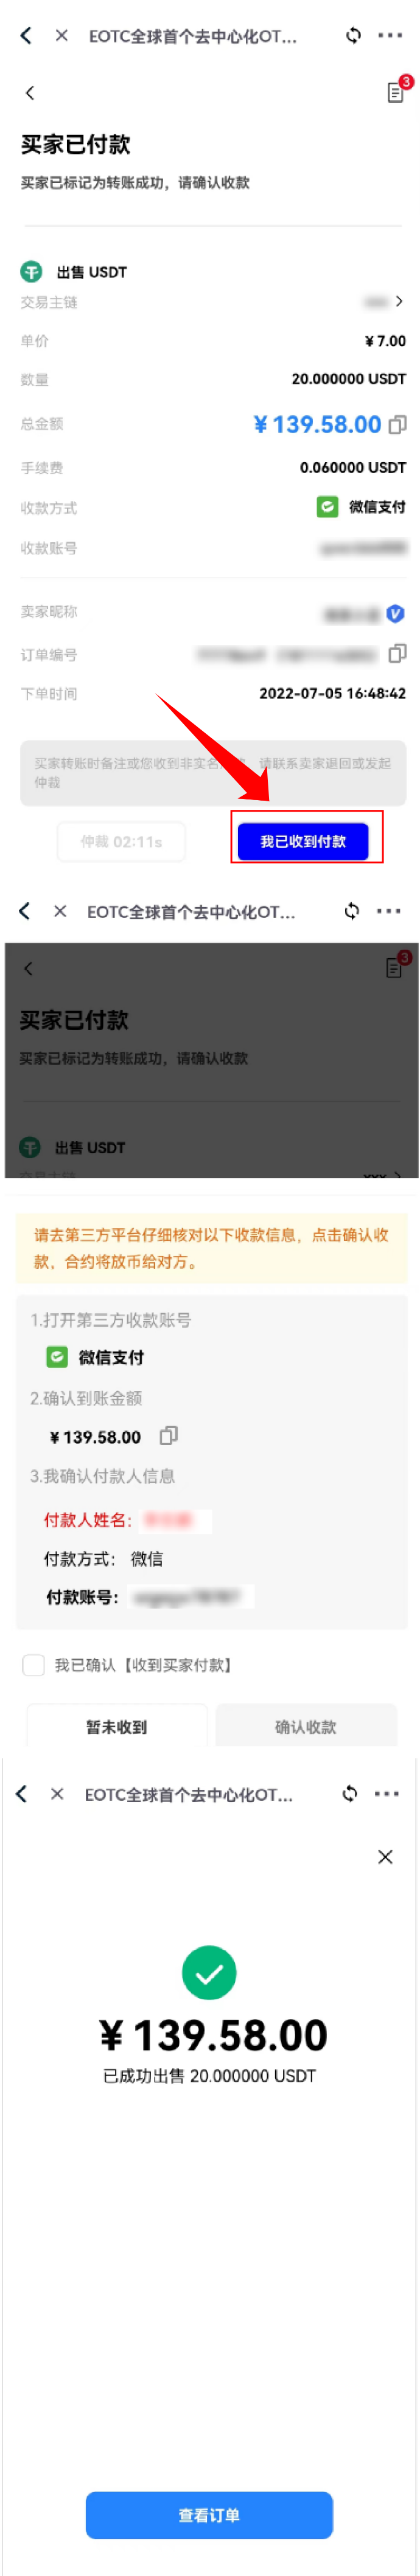 EOTC全球首个去中心化OT...
3
买家已付款
买家已标记为转账成功，请确认收款
出售 USDT
交易主链
单价 ¥7.00
数量 20.000000 USDT
总金额 ¥139.58.00
手续费 0.060000 USDT
收款方式 微信支付
收款账号
卖家昵称
订单编号
下单时间 2022-07-05 16:48:42
买家转账时备注或您收到非实名 请联系卖家退回或发起
仲裁
仲裁 02:11s 我已收到付款
EOTC全球首个去中心化OT...
3
买家已付款
买家已标记为转账成功，请确认收款
出售 USDT
交易主链 xxx
请去第三方平台仔细核对以下收款信息，点击确认收
款，合约将放币给对方。
1.打开第三方收款账号
微信支付
2.确认到账金额
¥139.58.00
3.我确认付款人信息
付款人姓名：
付款方式： 微信
付款账号：
我已确认【收到买家付款】
暂未收到 确认收款
EOTC全球首个去中心化OT...
¥139.58.00
已成功出售 20.000000 USDT
查看订单